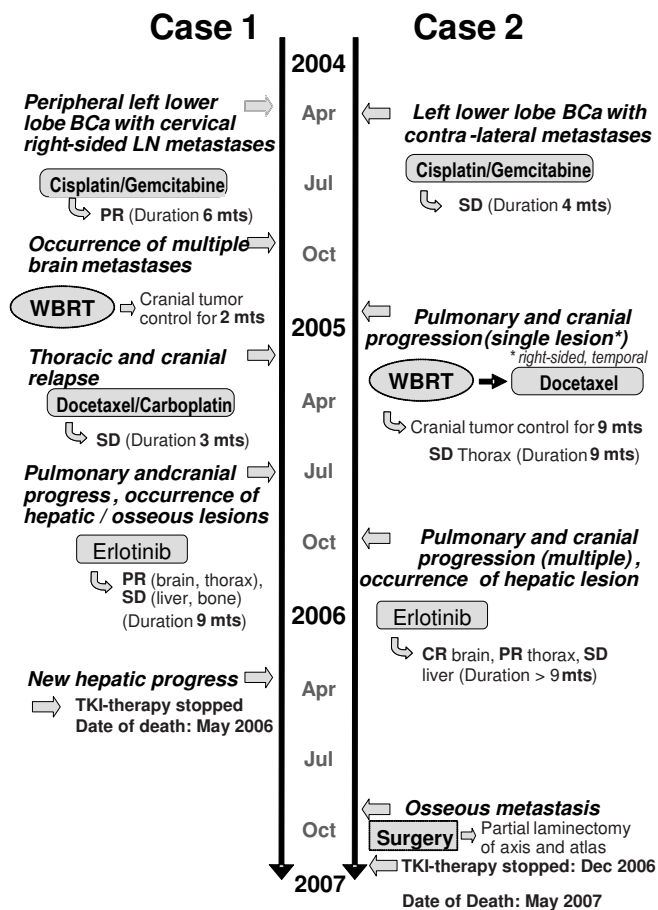 Case 1
Peripheral left lower
lobe BCa with cervical
right-sided LN metastases
Cisplatin/Gemcitabine
PR (Duration 6 mts)
Occurrence of multiple
brain metastases
WBRT
Cranial tumor
control for 2 mts
Thoracic and cranial
relapse
Docetaxel/Carboplatin
SD (Duration 3 mts)
Pulmonary andcranial
progress , occurrence of
hepatic / osseous lesions
Erlotinib
PR (brain, thorax),
SD (liver, bone)
(Duration 9 mts)
New hepatic progress
TKI-therapy stopped
Date of death: May 2006
2004
Apr
Jul
Oct
2005
Apr
Jul
Oct
2006
Apr
Jul
Oct
2007
Case 2
Left lower lobe BCa with
contra -lateral metastases
Cisplatin/Gemcitabine
SD (Duration 4 mts)
Pulmonary and cranial
progression(single lesion*)
* right-sided, temporal
WBRT
Docetaxel
Cranial tumor control for 9 mts
SD Thorax (Duration 9 mts)
Pulmonary and cranial
progression (multiple) ,
occurrence of hepatic lesion
Erlotinib
CR brain, PR thorax, SD
liver (Duration > 9 mts)
Osseous metastasis
Surgery
Partial laminectomy
of axis and atlas
TKI-therapy stopped: Dec 2006
Date of Death: May 2007